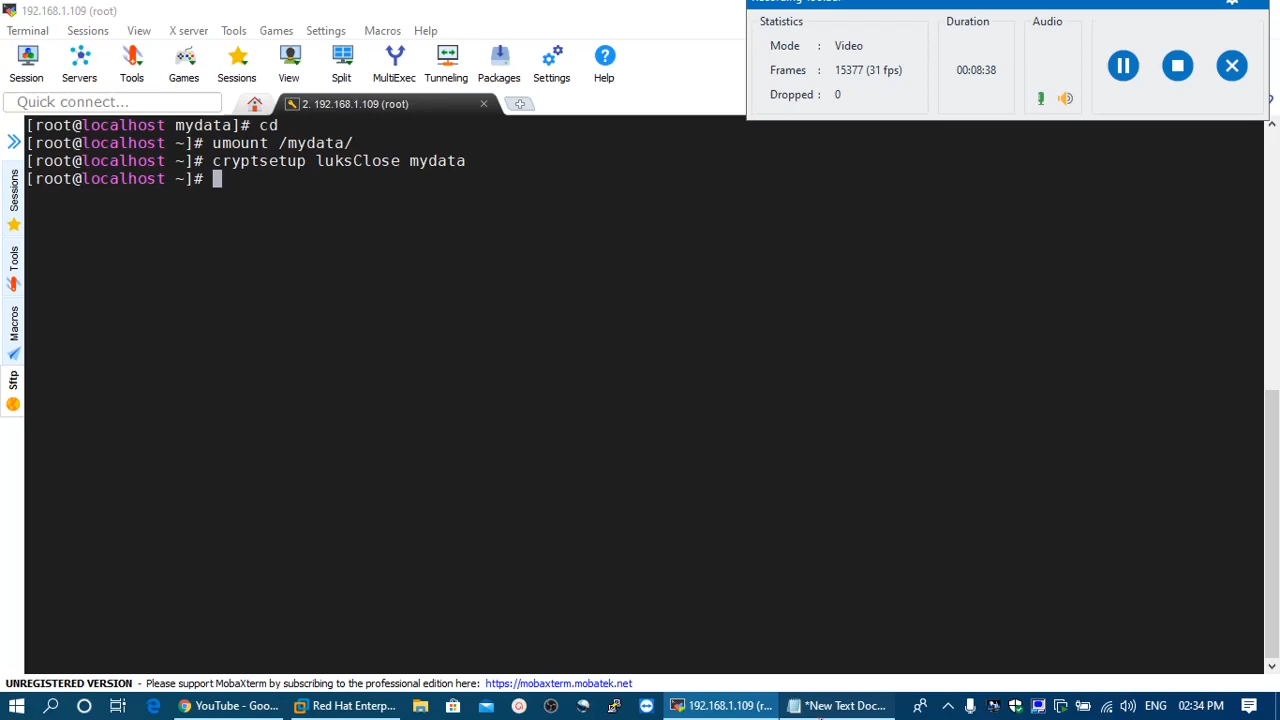 192.168.1.109 (root)
Terminal Sessions View X server Tools Games Settings Macros Help
Session Servers Tools Games Sessions View Split MultiExec Tunneling Packages Settings Help
Quick connect...
2. 192.168.1.109 (root)
Statistics Duration Audio
Mode : Video
Frames : 15377 (31 fps) 00:08:38
Dropped : 0
[root@localhost mydata]# cd
[root@localhost ~]# umount /mydata/
[root@localhost ~]# cryptsetup luksClose mydata
[root@localhost ~]#
Sessions
Tools
Macros
Sftp
UNREGISTERED VERSION - Please support MobaXterm by subscribing to the professional edition here: https://mobaxterm.mobatek.net
YouTube - Goo... Red Hat Enterp... 192.168.1.109 (r... *New Text Doc... ENG 02:34 PM